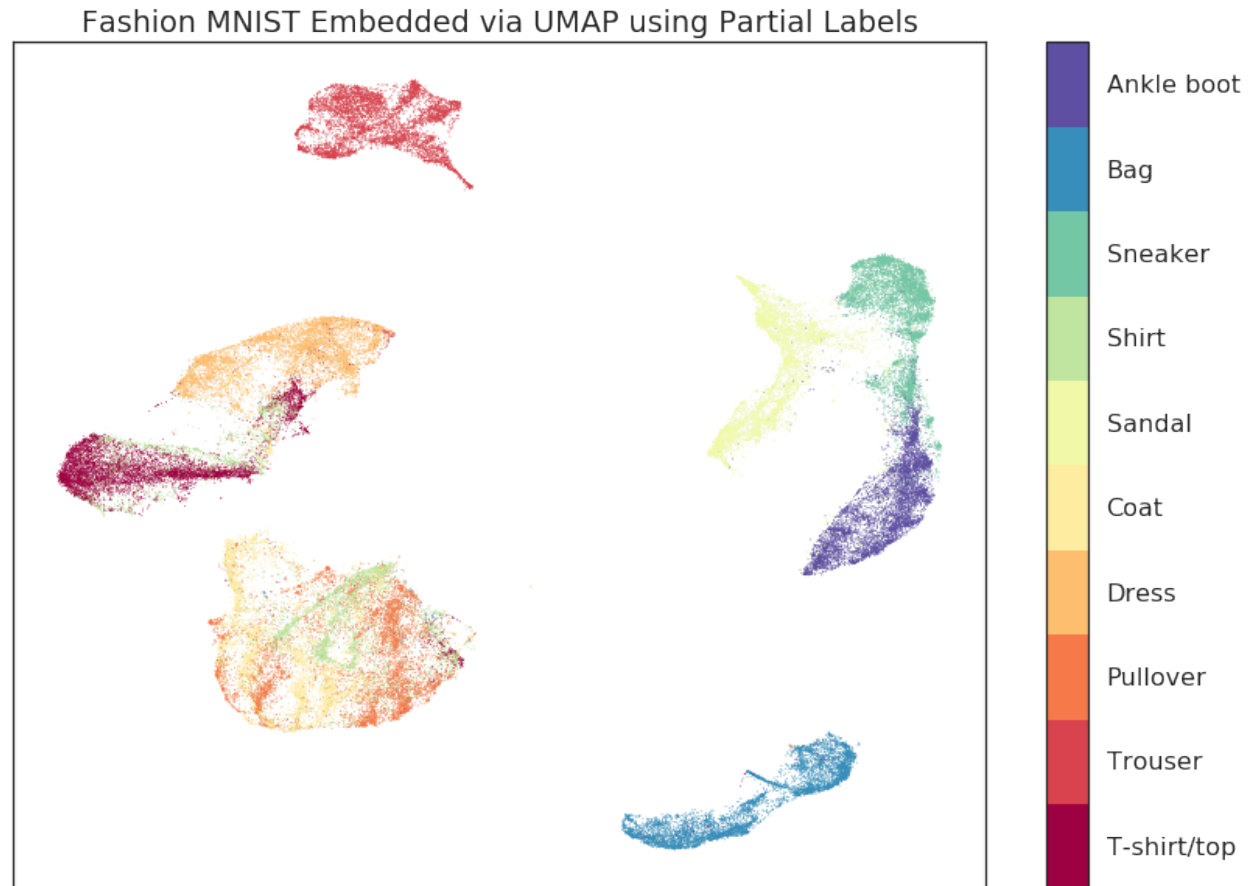 Fashion MNIST Embedded via UMAP using Partial Labels
Ankle boot
Bag
Sneaker
Shirt
Sandal
Coat
Dress
Pullover
Trouser
T-shirt/top